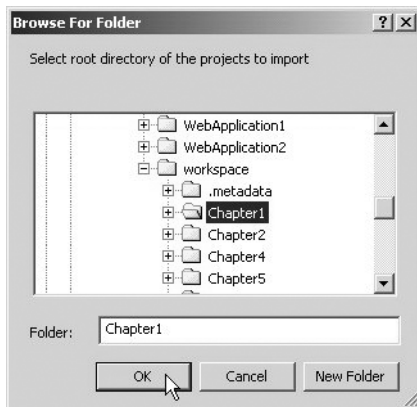 Browse For Folder
Select root directory of the projects to import
WebApplication1
WebApplication2
workspace
.metadata
Chapter1
Chapter2
Chapter4
Chapter5
Folder: Chapter1
OK Cancel New Folder